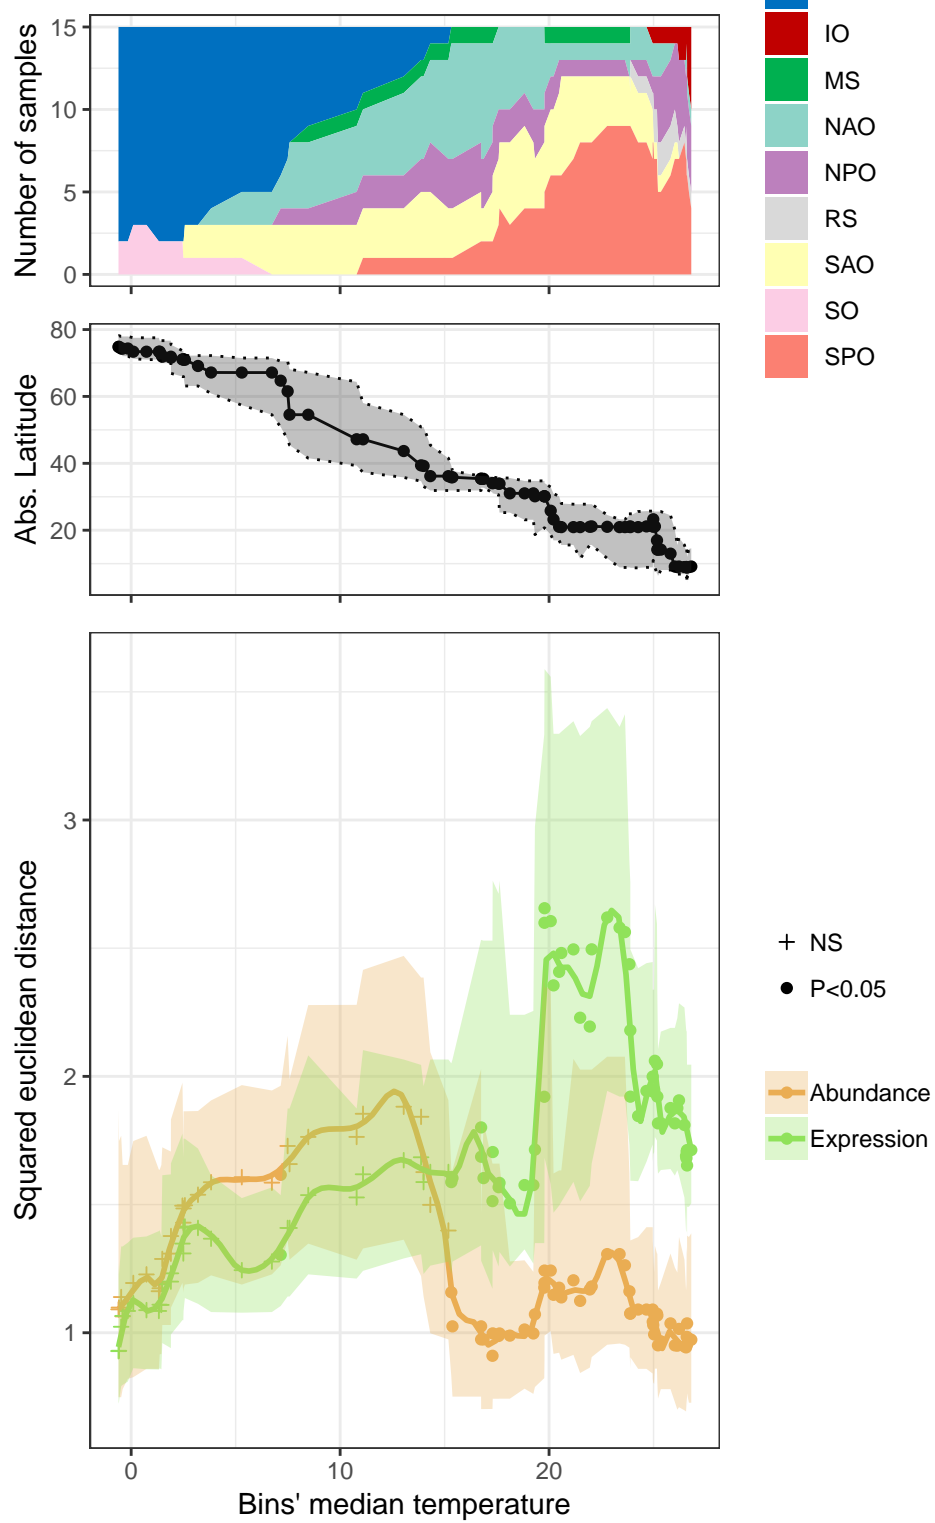 Number of samples
15
10
5
0
IO
MS
NAO
NPO
RS
SAO
SO
SPO
Abs. Latitude
80
60
40
20
Squared euclidean distance
3
2
1
NS
P<0.05
Abundance
Expression
0
10
20
Bins' median temperature